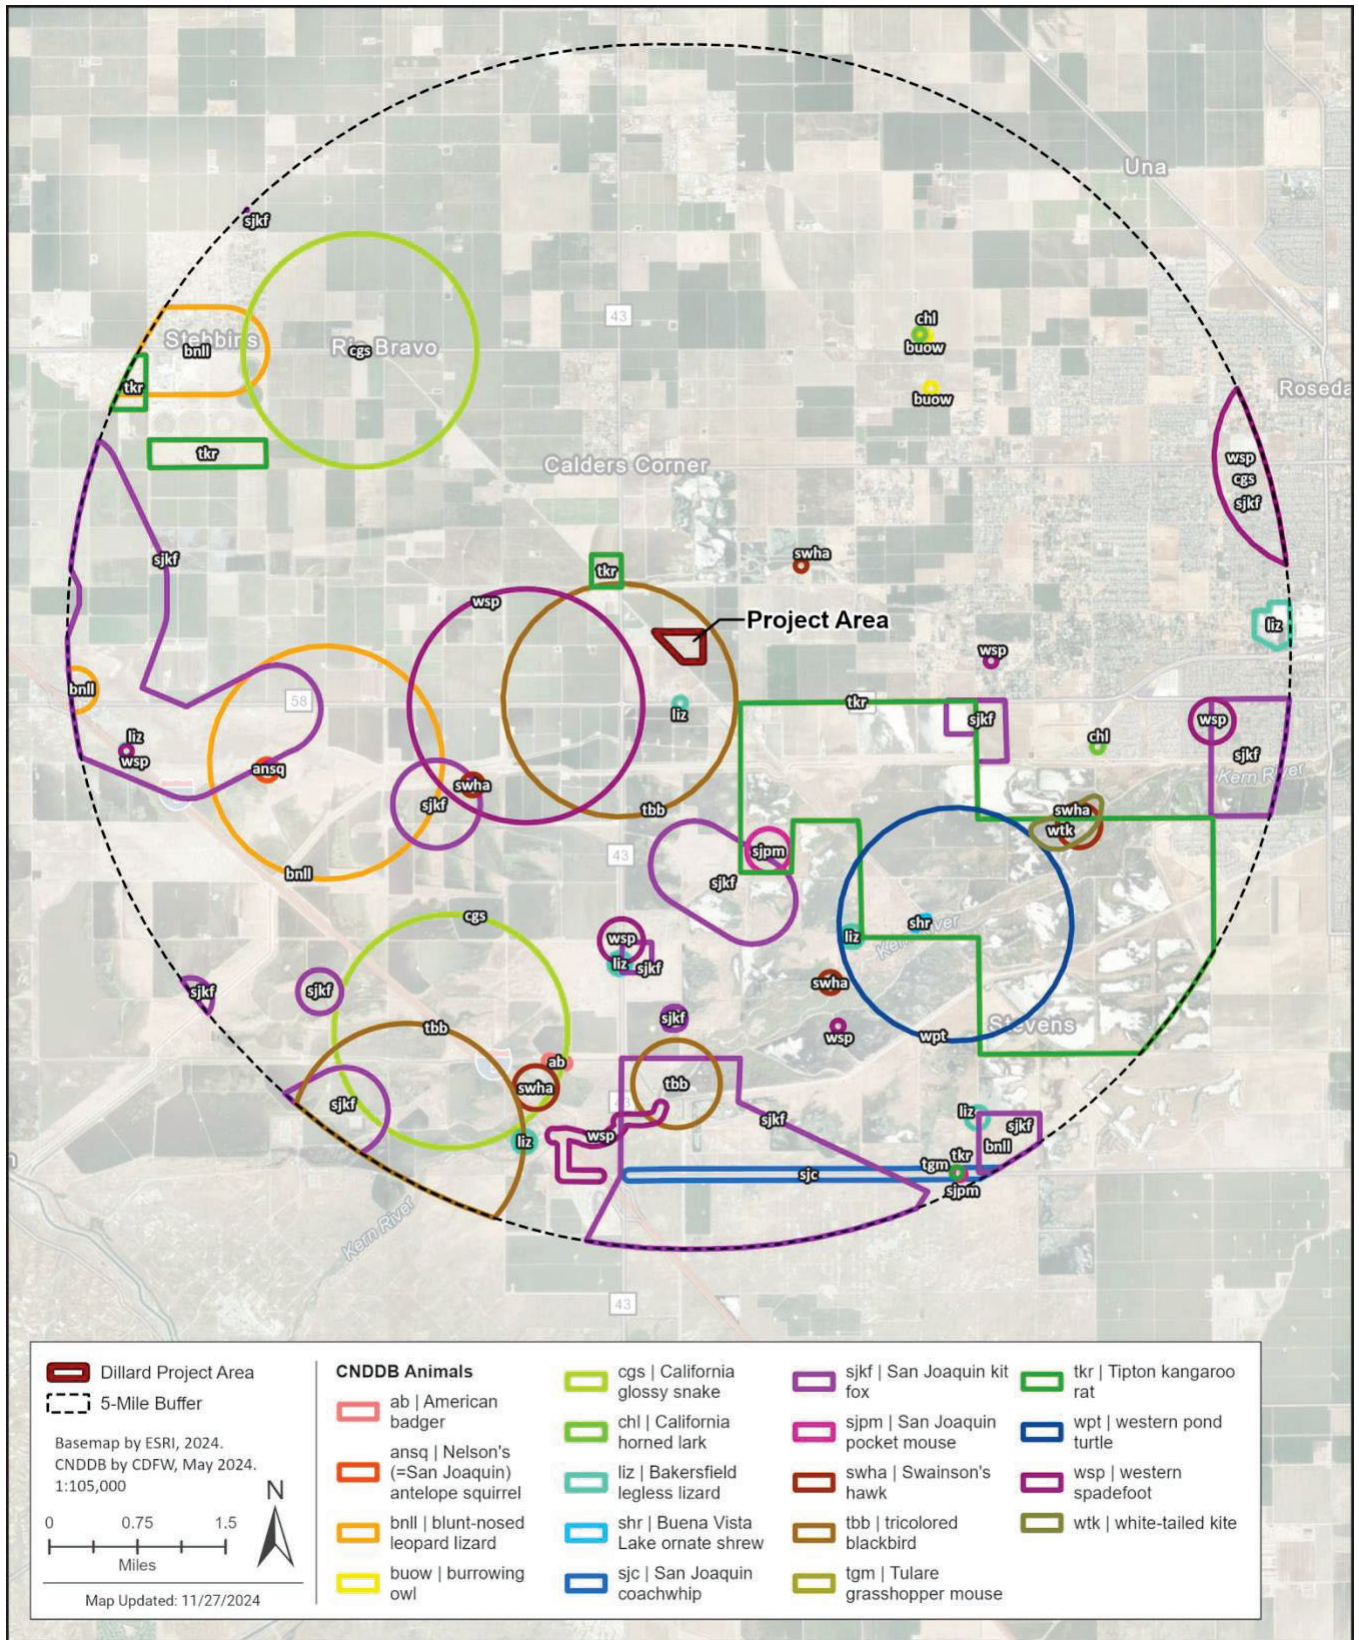 Una
sjkf
43
chl
Stebbins
bnll
Rio Bravo
cgs
buow
tkr
buow
Roseda
tkr
Calders Corner
wsp
cgs
sjkf
swha
sjkf
tkr
wsp
Project Area
liz
wsp
bnll
58
tkr
liz
sjkf
wsp
chl
liz
wsp
sjkf
Kern River
ansq
swha
sjkf
tbb
swha
wtk
43
sjpm
bnll
sjkf
cgs
shr
Kern River
wsp
liz
liz
sjkf
swha
sjkf
sjkf
sjkf
tbb
wsp
wpt
Stevens
ab
swha
tbb
43
sjkf
liz
sjkf
sjkf
wsp
liz
bnll
tkr
tgm
sjc
sjpm
Kern River
43
Dillard Project Area
5-Mile Buffer
Basemap by ESRI, 2024.
CNDDB by CDFW, May 2024.
1:105,000
N
0 0.75 1.5
Miles
Map Updated: 11/27/2024
CNDDB Animals
ab | American
badger
ansq | Nelson's
(=San Joaquin)
antelope squirrel
bnll | blunt-nosed
leopard lizard
buow | burrowing
owl
cgs | California
glossy snake
chl | California
horned lark
liz | Bakersfield
legless lizard
shr | Buena Vista
Lake ornate shrew
sjc | San Joaquin
coachwhip
sjkf | San Joaquin kit
fox
sjpm | San Joaquin
pocket mouse
swha | Swainson's
hawk
tbb | tricolored
blackbird
tgm | Tulare
grasshopper mouse
tkr | Tipton kangaroo
rat
wpt | western pond
turtle
wsp | western
spadefoot
wtk | white-tailed kite